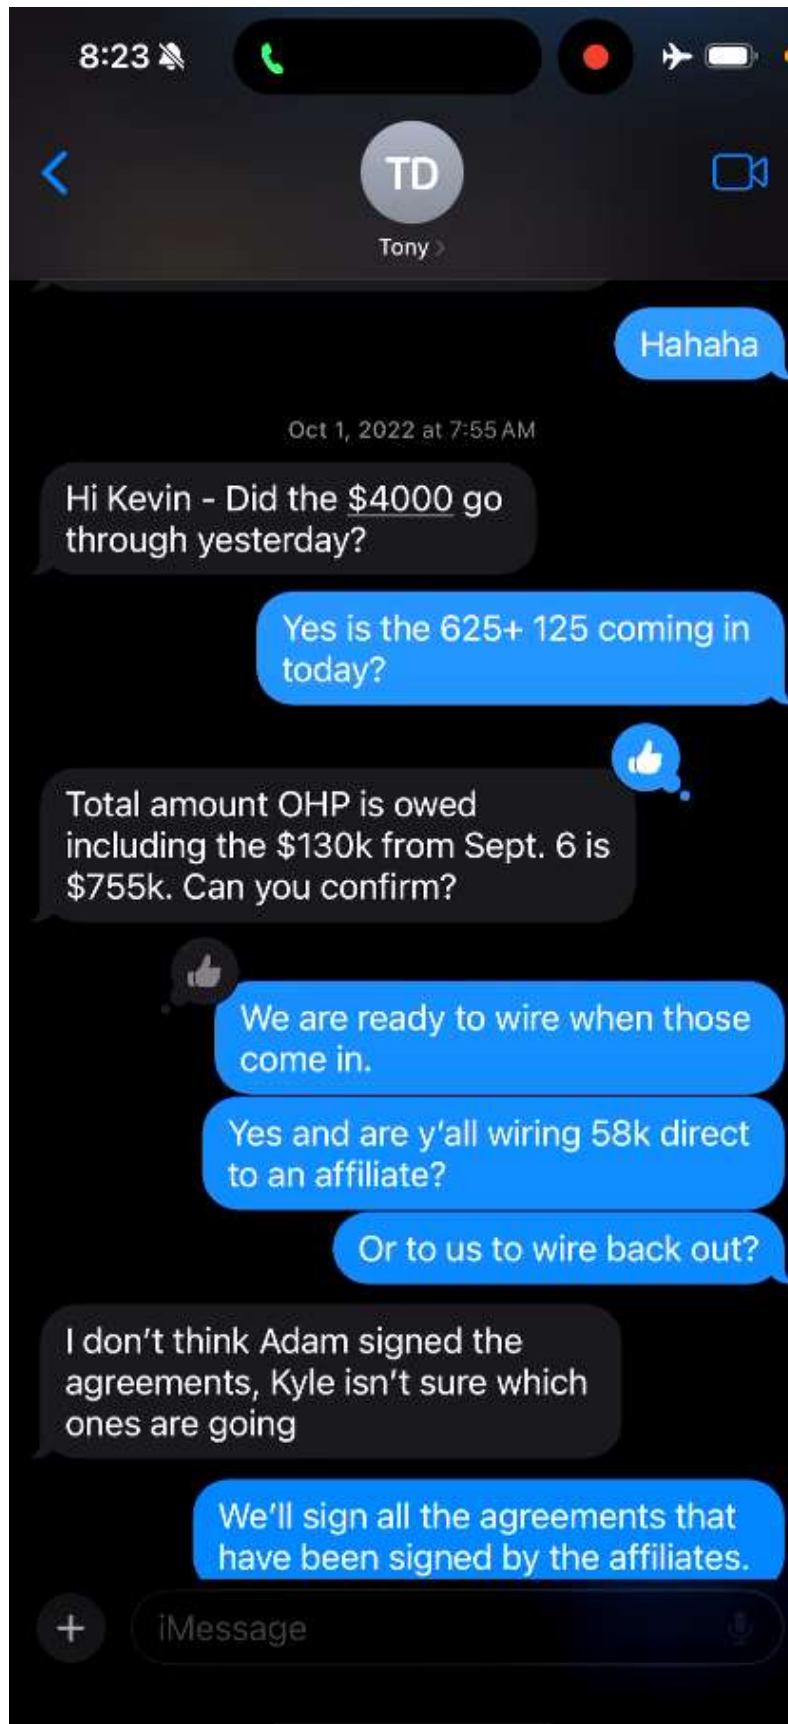 8:23
TD
Tony
Hahaha
Oct 1, 2022 at 7:55 AM
Hi Kevin - Did the $4000 go
through yesterday?
Yes is the 625+ 125 coming in
today?
Total amount OHP is owed
including the $130k from Sept. 6 is
$755k. Can you confirm?
We are ready to wire when those
come in.
Yes and are y'all wiring 58k direct
to an affiliate?
Or to us to wire back out?
I don't think Adam signed the
agreements, Kyle isn't sure which
ones are going
We'll sign all the agreements that
have been signed by the affiliates.
iMessage